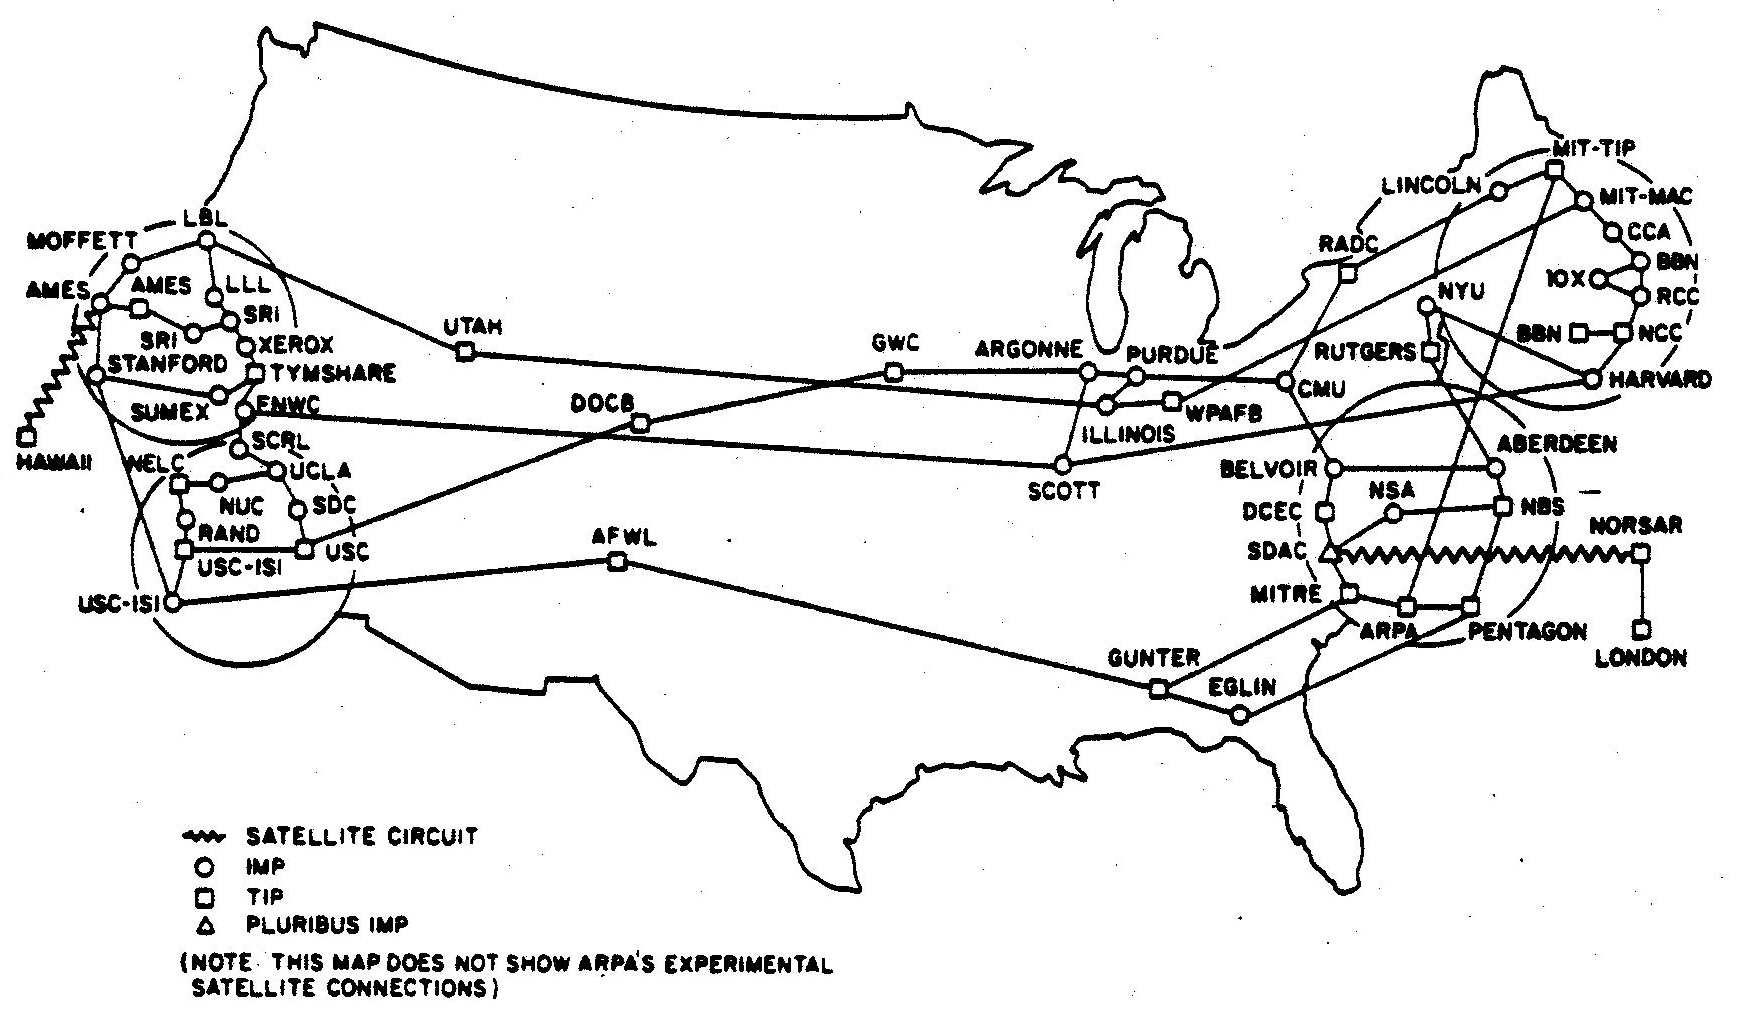 MIT-TIP
LINCOLN
MIT-MAC
LBL
CCA
MOFFETT
RADC
BBN
10X
AMES
AMES
LLL
NYU
RCC
SRI
UTAH
BBN
NCC
SRI
XEROX
GWC
ARGONNE
PURDUE
RUTGERS
STANFORD
TYMSHARE
HARVARD
CMU
SUMEX
FNWC
DOCB
WPAFB
ILLINOIS
SCRL
ABERDEEN
HAWAII
NELC
UCLA
BELVOIR
SCOTT
NSA
NUC
SDC
DCEC
NBS
NORSAR
RAND
AFWL
SDAC
USC
USC-ISI
MITRE
USC-ISI
ARPA
PENTAGON
LONDON
GUNTER
EGLIN
SATELLITE CIRCUIT
IMP
TIP
PLURIBUS IMP
(NOTE: THIS MAP DOES NOT SHOW ARPA'S EXPERIMENTAL
SATELLITE CONNECTIONS)